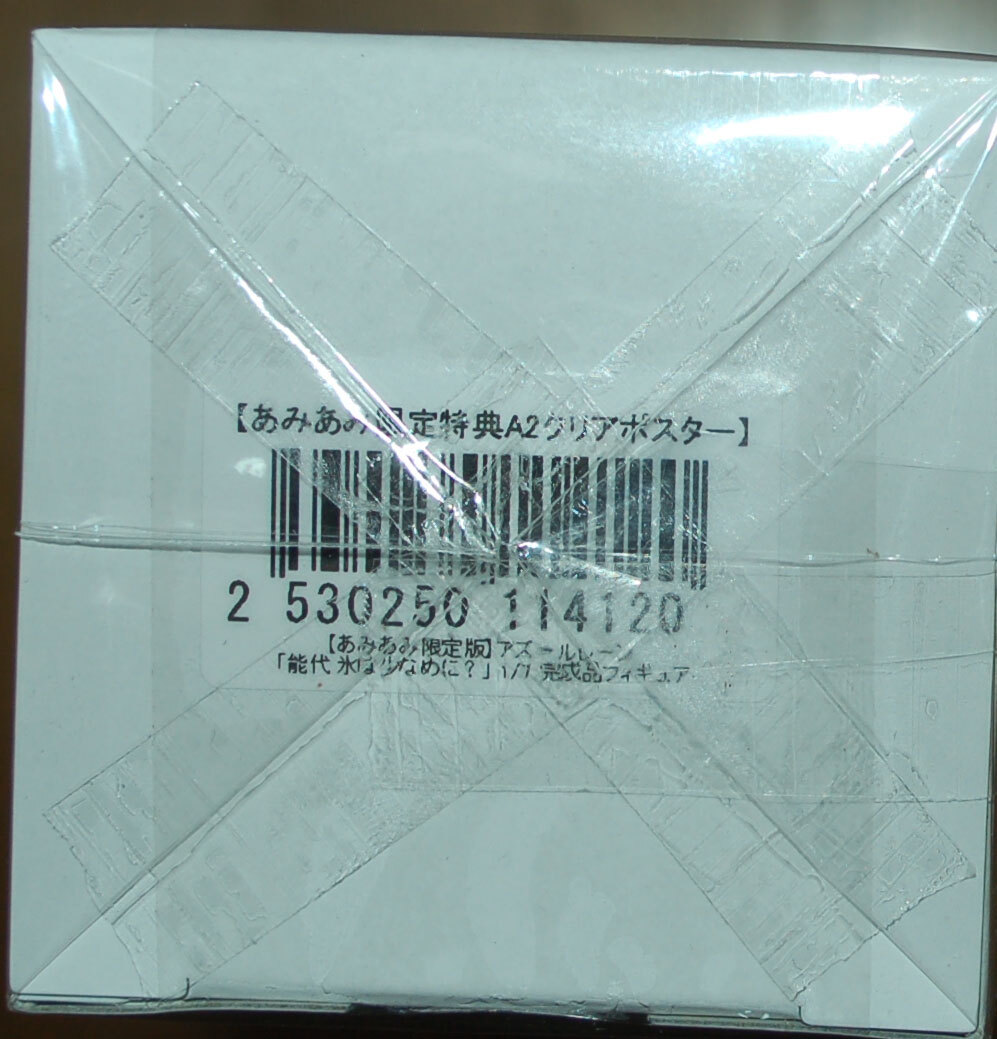 【あみあみ限定特典A2クリアポスター】
2 530250 114120
【あみあみ限定版】アズールレーン
「能代 氷は少なめに？」1/7 完成品フィギュア